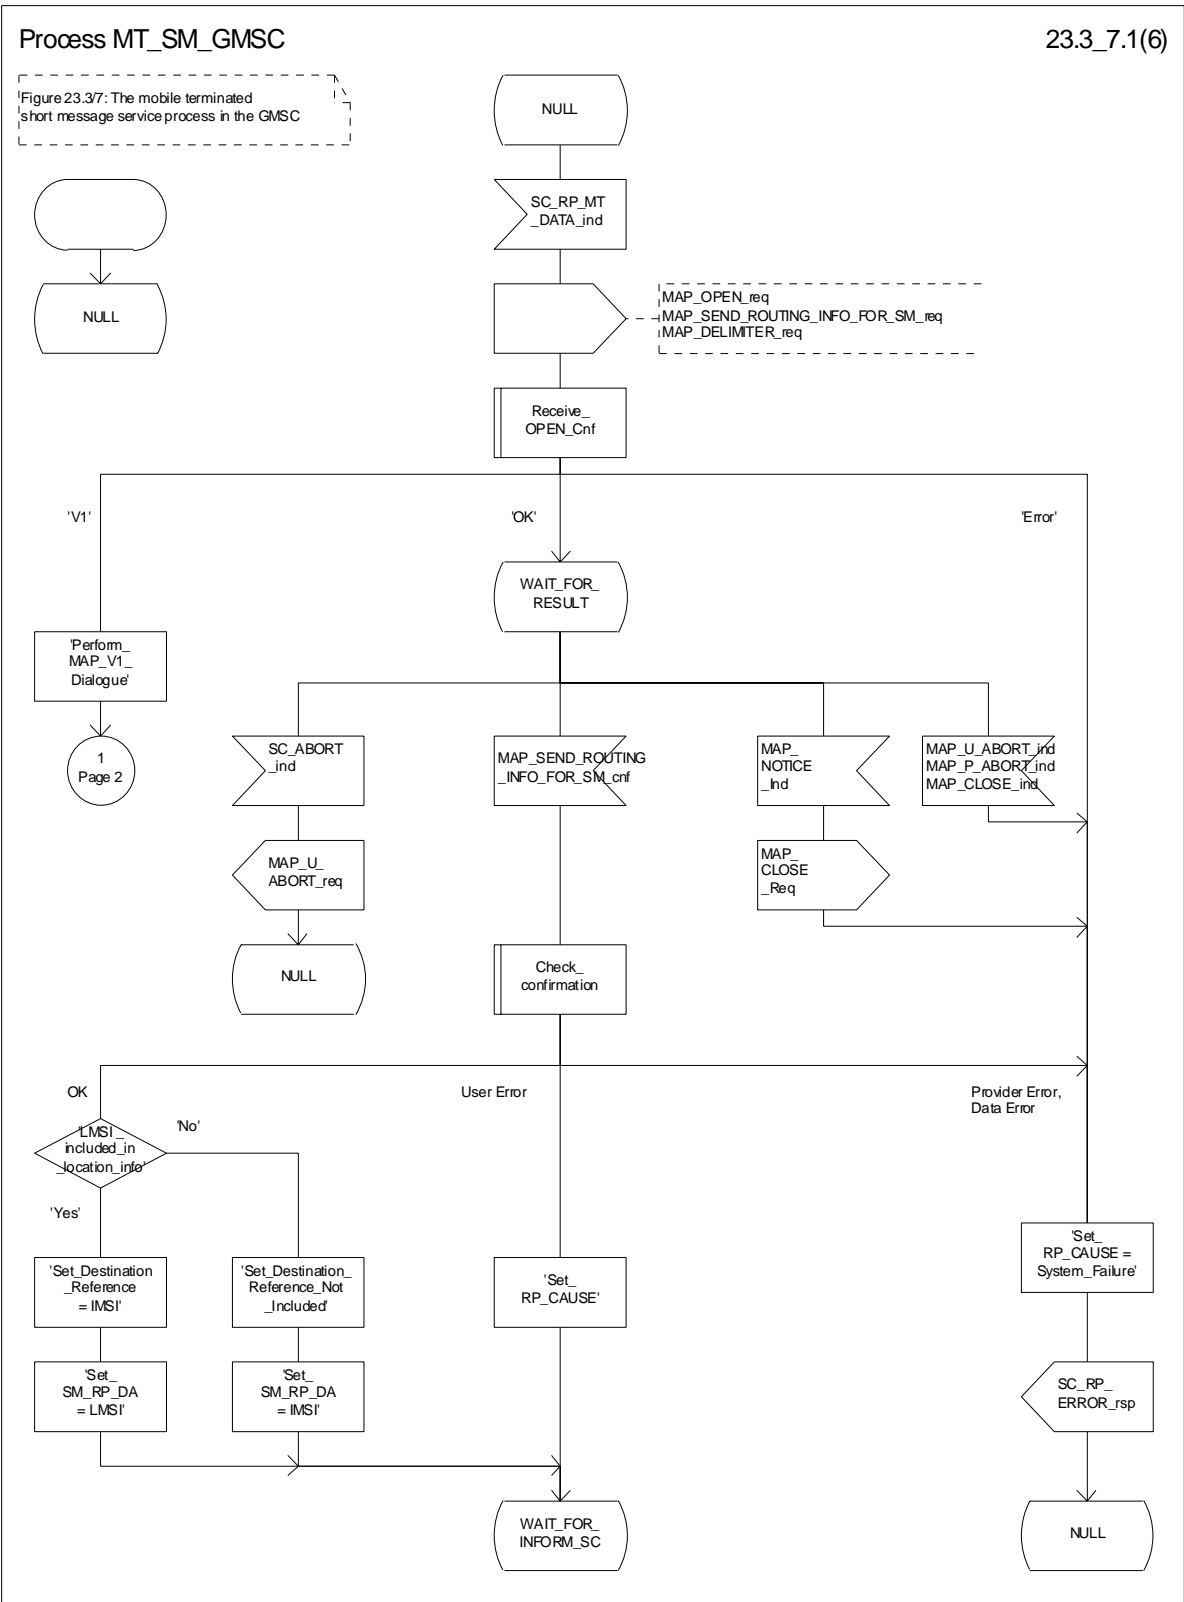 Process MT_SM_GMSC
23.3_7.1(6)
Figure 23.3/7: The mobile terminated
short message service process in the GMSC
NULL
SC_RP_MT
_DATA_ind
NULL
MAP_OPEN_req
MAP_SEND_ROUTING_INFO_FOR_SM_req
MAP_DELIMITER_req
Receive_
OPEN_Cnf
'V1'
'OK'
'Error'
WAIT_FOR_
RESULT
'Perform_
MAP_V1_
Dialogue'
1
Page 2
SC_ABORT
_ind
MAP_SEND_ROUTING
_INFO_FOR_SM_cnf
MAP_
NOTICE
_Ind
MAP_U_ABORT_ind
MAP_P_ABORT_ind
MAP_CLOSE_ind
MAP_U_
ABORT_req
MAP_
CLOSE
_Req
NULL
Check_
confirmation
OK
User Error
Provider Error,
Data Error
'LMSI_
included_in
_location_info'
'No'
'Yes'
'Set_Destination
_Reference
= IMSI'
'Set_Destination_
Reference_Not
_Included'
'Set_
RP_CAUSE'
'Set_
RP_CAUSE =
System_Failure'
'Set_
SM_RP_DA
= LMSI'
'Set_
SM_RP_DA
= IMSI'
SC_RP_
ERROR_rsp
WAIT_FOR_
INFORM_SC
NULL